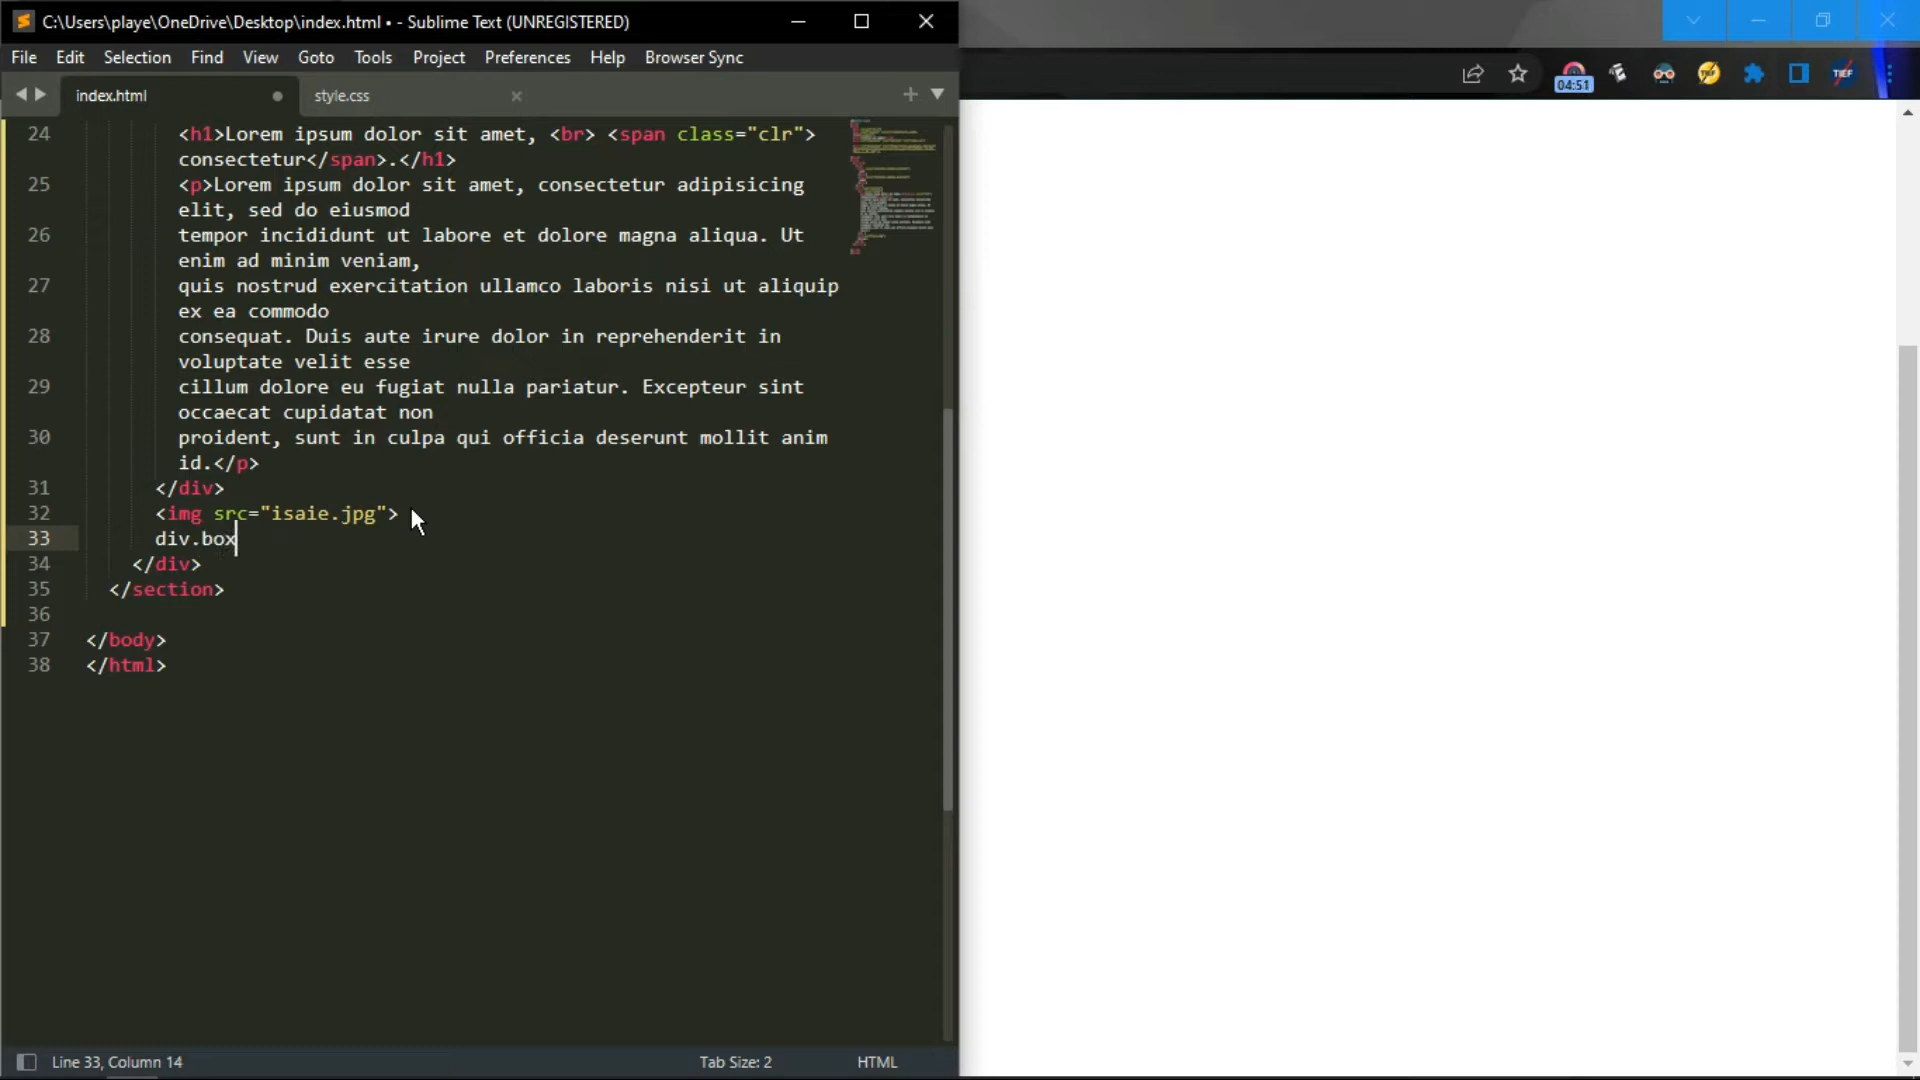 C:\Users\playe\OneDrive\Desktop\index.html • - Sublime Text (UNREGISTERED)
File Edit Selection Find View Goto Tools Project Preferences Help Browser Sync
index.html style.css
04:51 TIEF TIEF
24 <h1>Lorem ipsum dolor sit amet, <br> <span class="clr">
consectetur</span>.</h1>
25 <p>Lorem ipsum dolor sit amet, consectetur adipisicing
elit, sed do eiusmod
26 tempor incididunt ut labore et dolore magna aliqua. Ut
enim ad minim veniam,
27 quis nostrud exercitation ullamco laboris nisi ut aliquip
ex ea commodo
28 consequat. Duis aute irure dolor in reprehenderit in
voluptate velit esse
29 cillum dolore eu fugiat nulla pariatur. Excepteur sint
occaecat cupidatat non
30 proident, sunt in culpa qui officia deserunt mollit anim
id.</p>
31 </div>
32 <img src="isaie.jpg">
33 div.box
34 </div>
35 </section>
36
37 </body>
38 </html>
Line 33, Column 14 Tab Size: 2 HTML